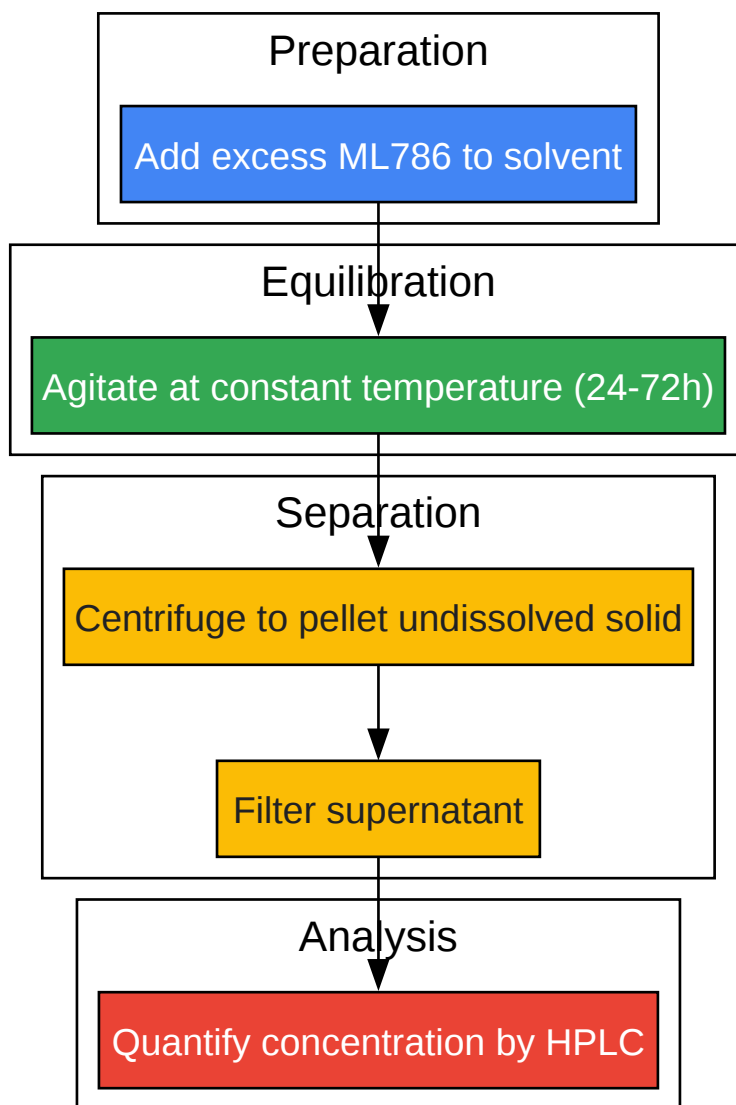 Preparation
Add excess ML786 to solvent
Equilibration
Agitate at constant temperature (24-72h)
Separation
Centrifuge to pellet undissolved solid
Filter supernatant
Analysis
Quantify concentration by HPLC